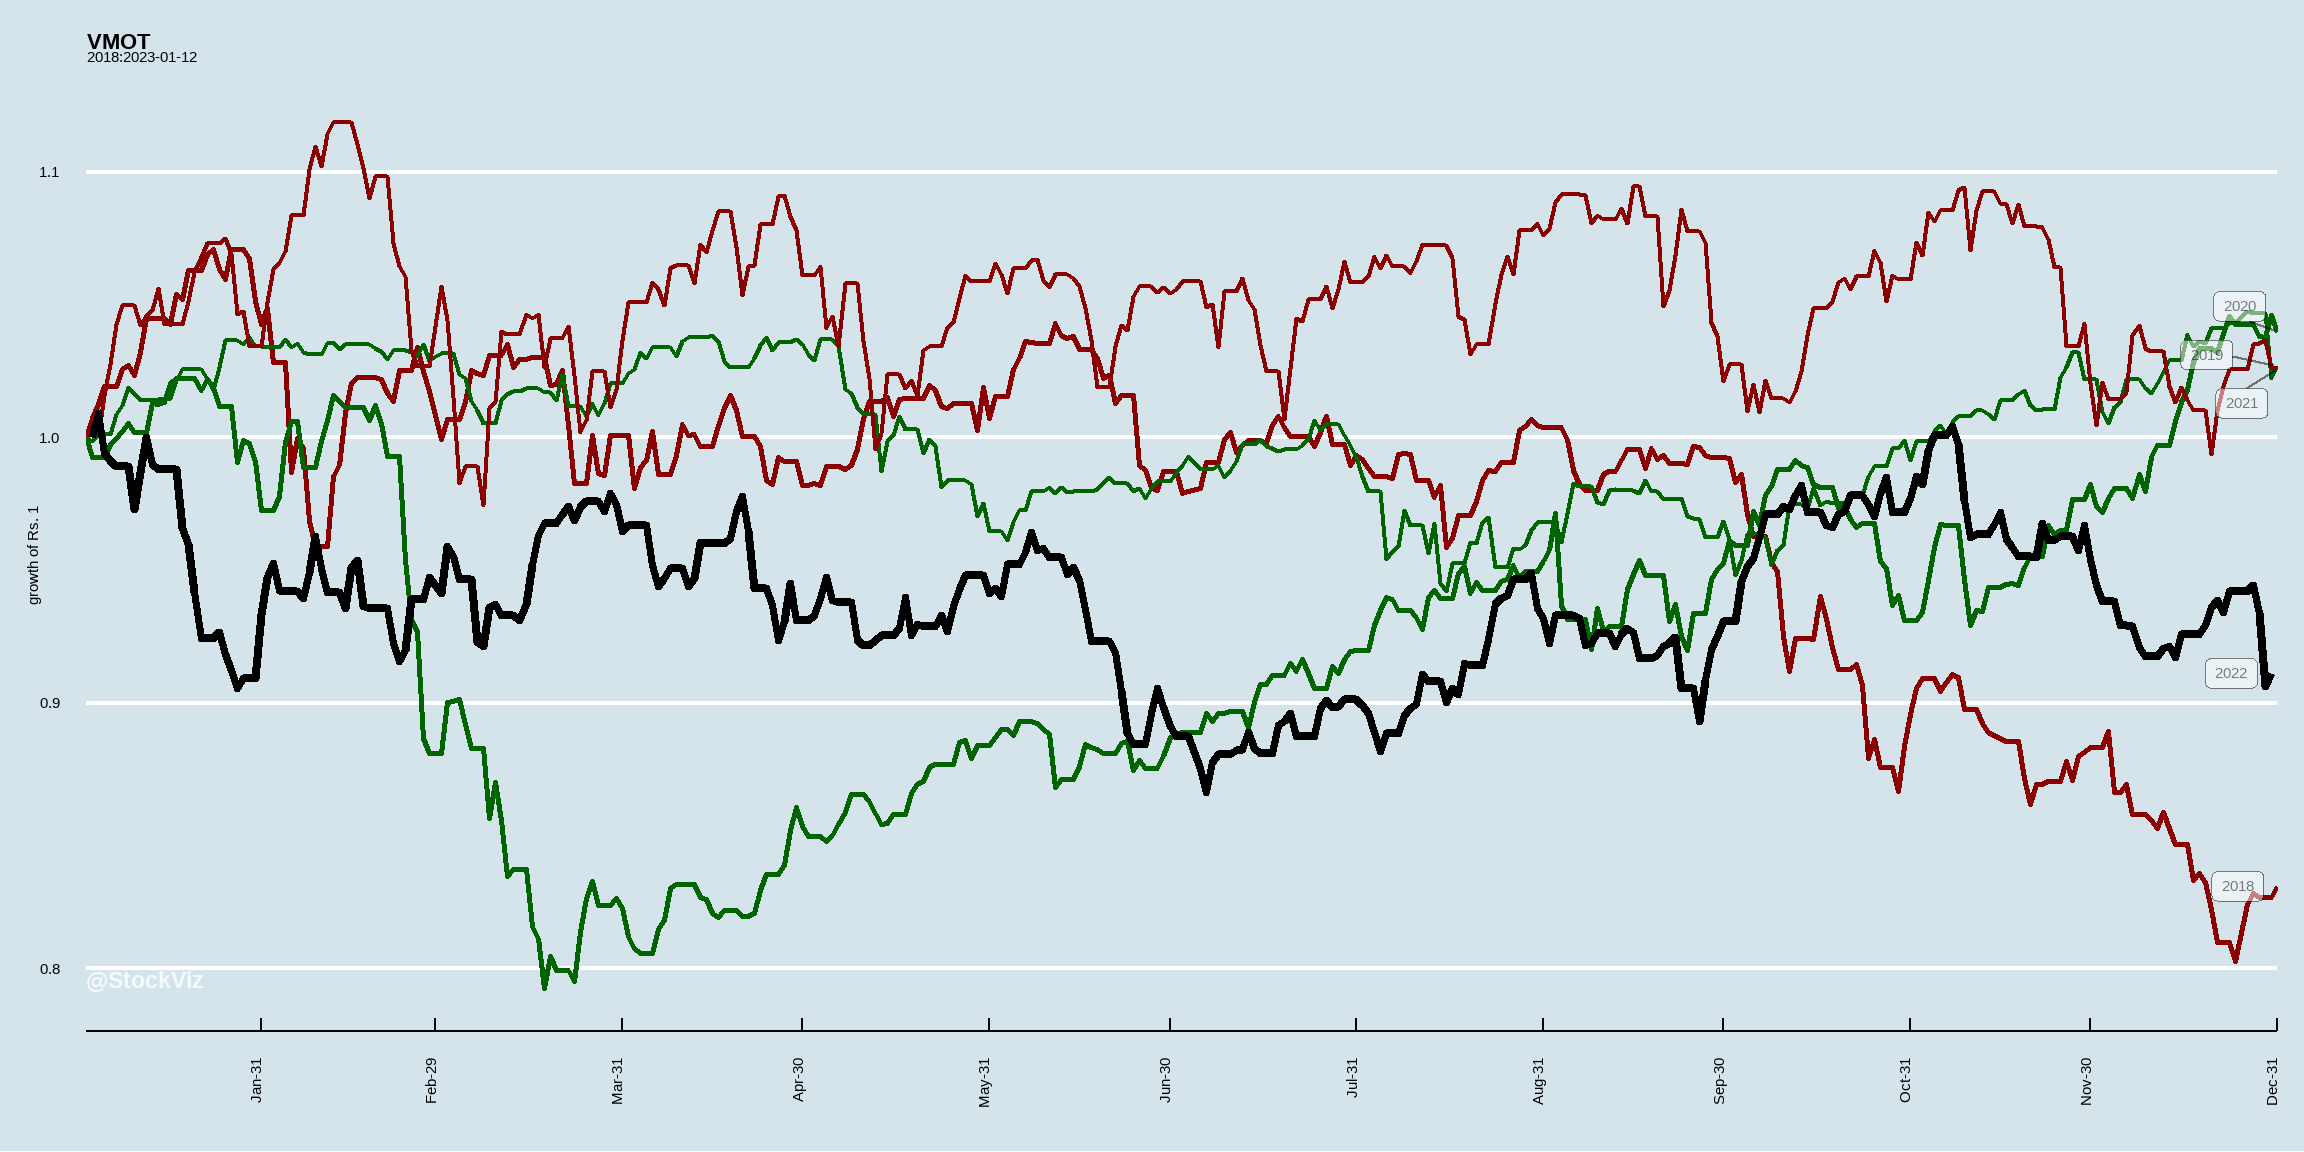 VMOT
2018:2023-01-12
1.1
1.0
0.9
0.8
growth of Rs. 1
2020
2019
2021
2022
2018
@StockViz
Jan-31
Feb-29
Mar-31
Apr-30
May-31
Jun-30
Jul-31
Aug-31
Sep-30
Oct-31
Nov-30
Dec-31